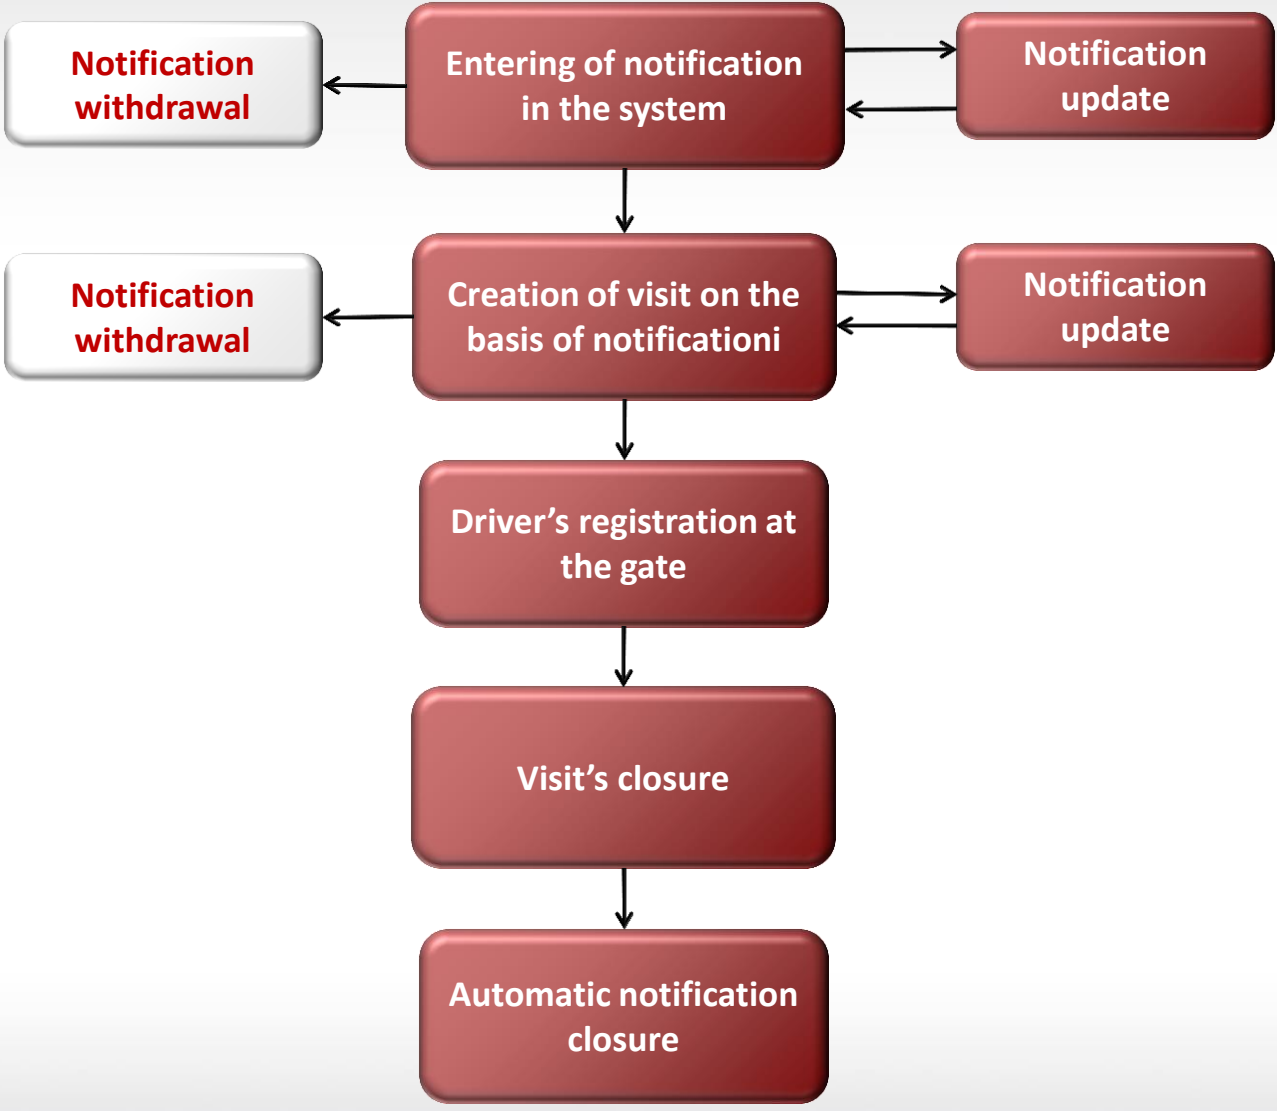 Notification
withdrawal
Entering of notification
in the system
Notification
update
Notification
withdrawal
Creation of visit on the
basis of notificationi
Notification
update
Driver’s registration at
the gate
Visit’s closure
Automatic notification
closure